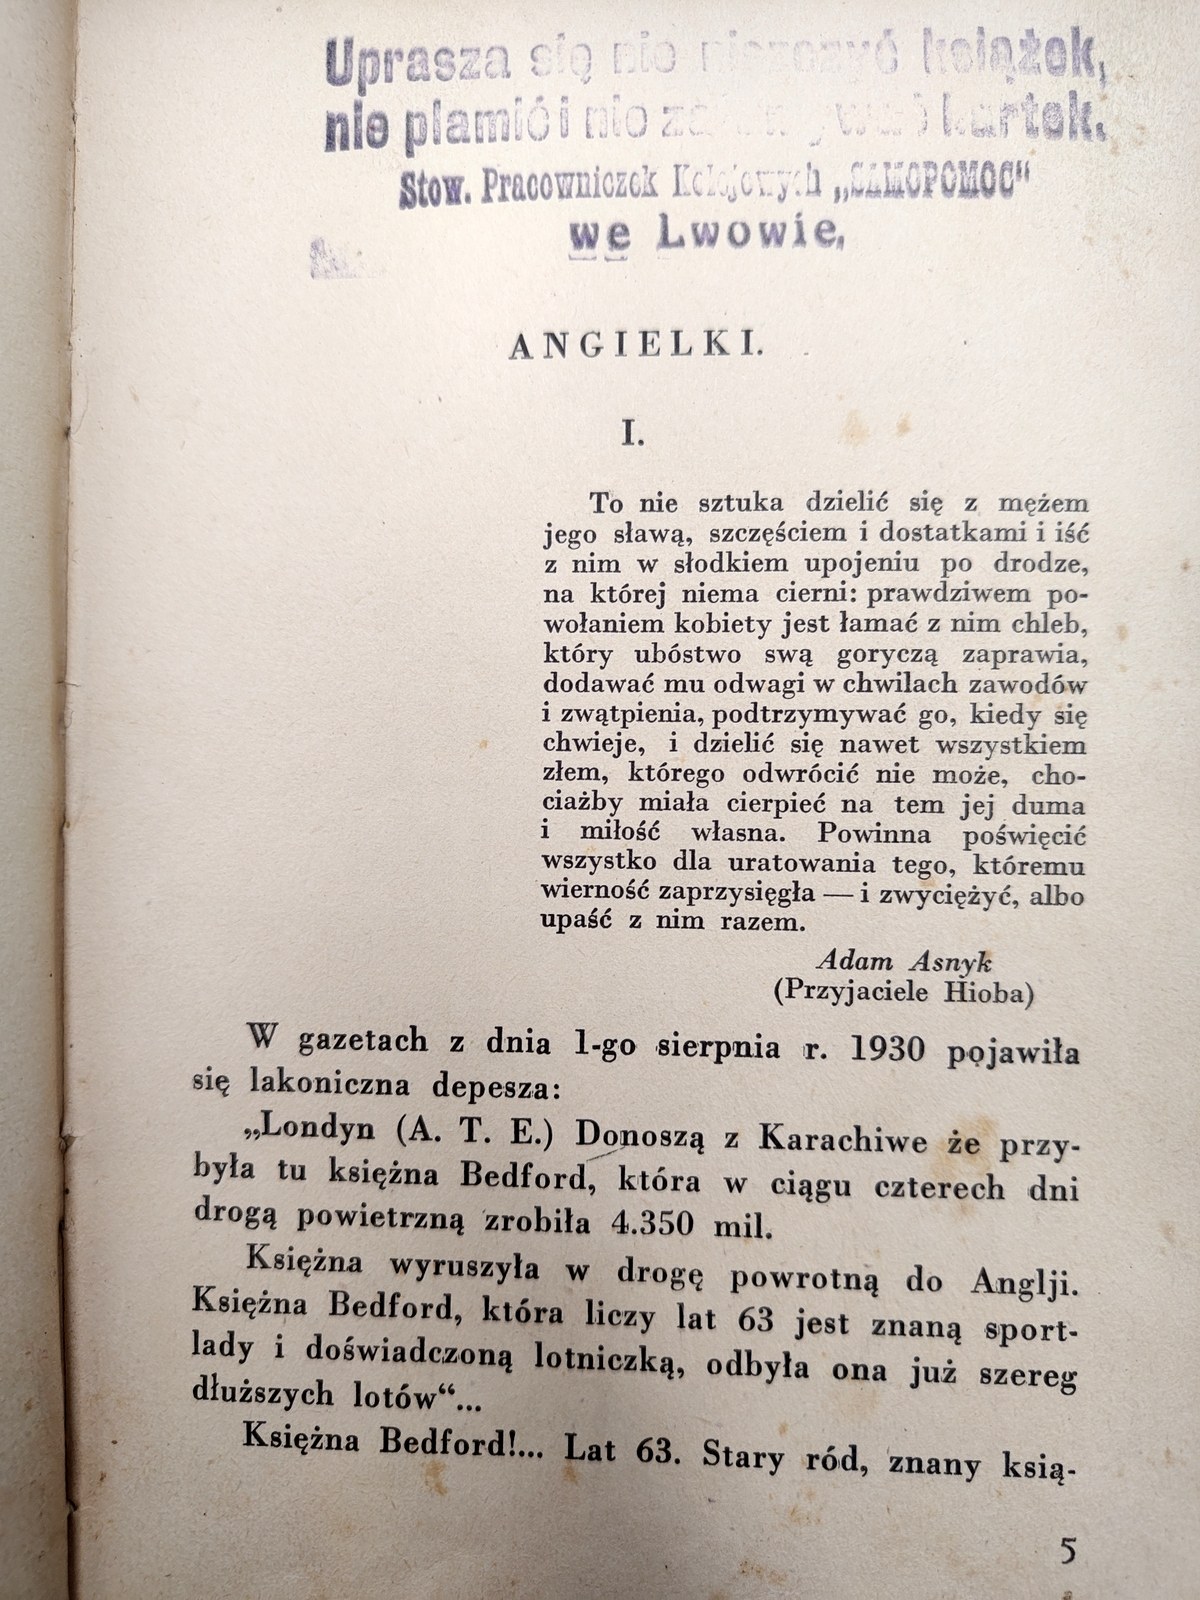 Uprasza się nie niszczyć książek,
nie plamić i nie zaginywać kartek.
Stow. Pracowniczek Kolejowych „SAMOPOMOC“
we Lwowie.
ANGIELKI.
I.
To nie sztuka dzielić się z mężem
jego sławą, szczęściem i dostatkami i iść
z nim w słodkiem upojeniu po drodze,
na której niema cierni: prawdziwem po-
wołaniem kobiety jest łamać z nim chleb,
który ubóstwo swą goryczą zaprawia,
dodawać mu odwagi w chwilach zawodów
i zwątpienia, podtrzymywać go, kiedy się
chwieje, i dzielić się nawet wszystkiem
złem, którego odwrócić nie może, cho-
ciażby miała cierpieć na tem jej duma
i miłość własna. Powinna poświęcić
wszystko dla uratowania tego, któremu
wierność zaprzysięgła — i zwyciężyć, albo
upaść z nim razem.
Adam Asnyk
(Przyjaciele Hioba)
W gazetach z dnia 1-go sierpnia r. 1930 pojawiła
się lakoniczna depesza:
„Londyn (A. T. E.) Donoszą z Karachiwe że przy-
była tu księżna Bedford, która w ciągu czterech dni
drogą powietrzną zrobiła 4.350 mil.
Księżna wyruszyła w drogę powrotną do Anglji.
Księżna Bedford, która liczy lat 63 jest znaną sport-
lady i doświadczoną lotniczką, odbyła ona już szereg
dłuższych lotów“...
Księżna Bedford!... Lat 63. Stary ród, znany ksią-
5